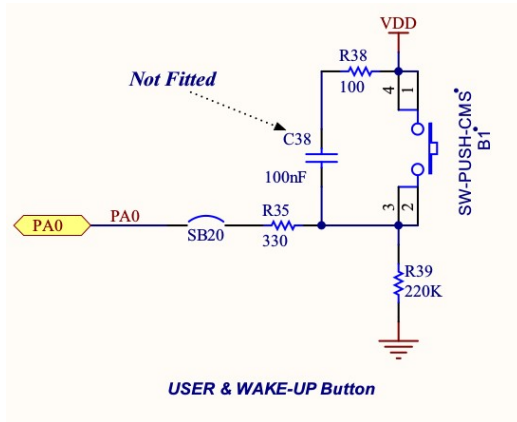 VDD
R38
100
Not Fitted
4
1
C38
100nF
SW-PUSH-CMS
B1
PA0
PA0
SB20
R35
330
3
2
R39
220K
USER & WAKE-UP Button